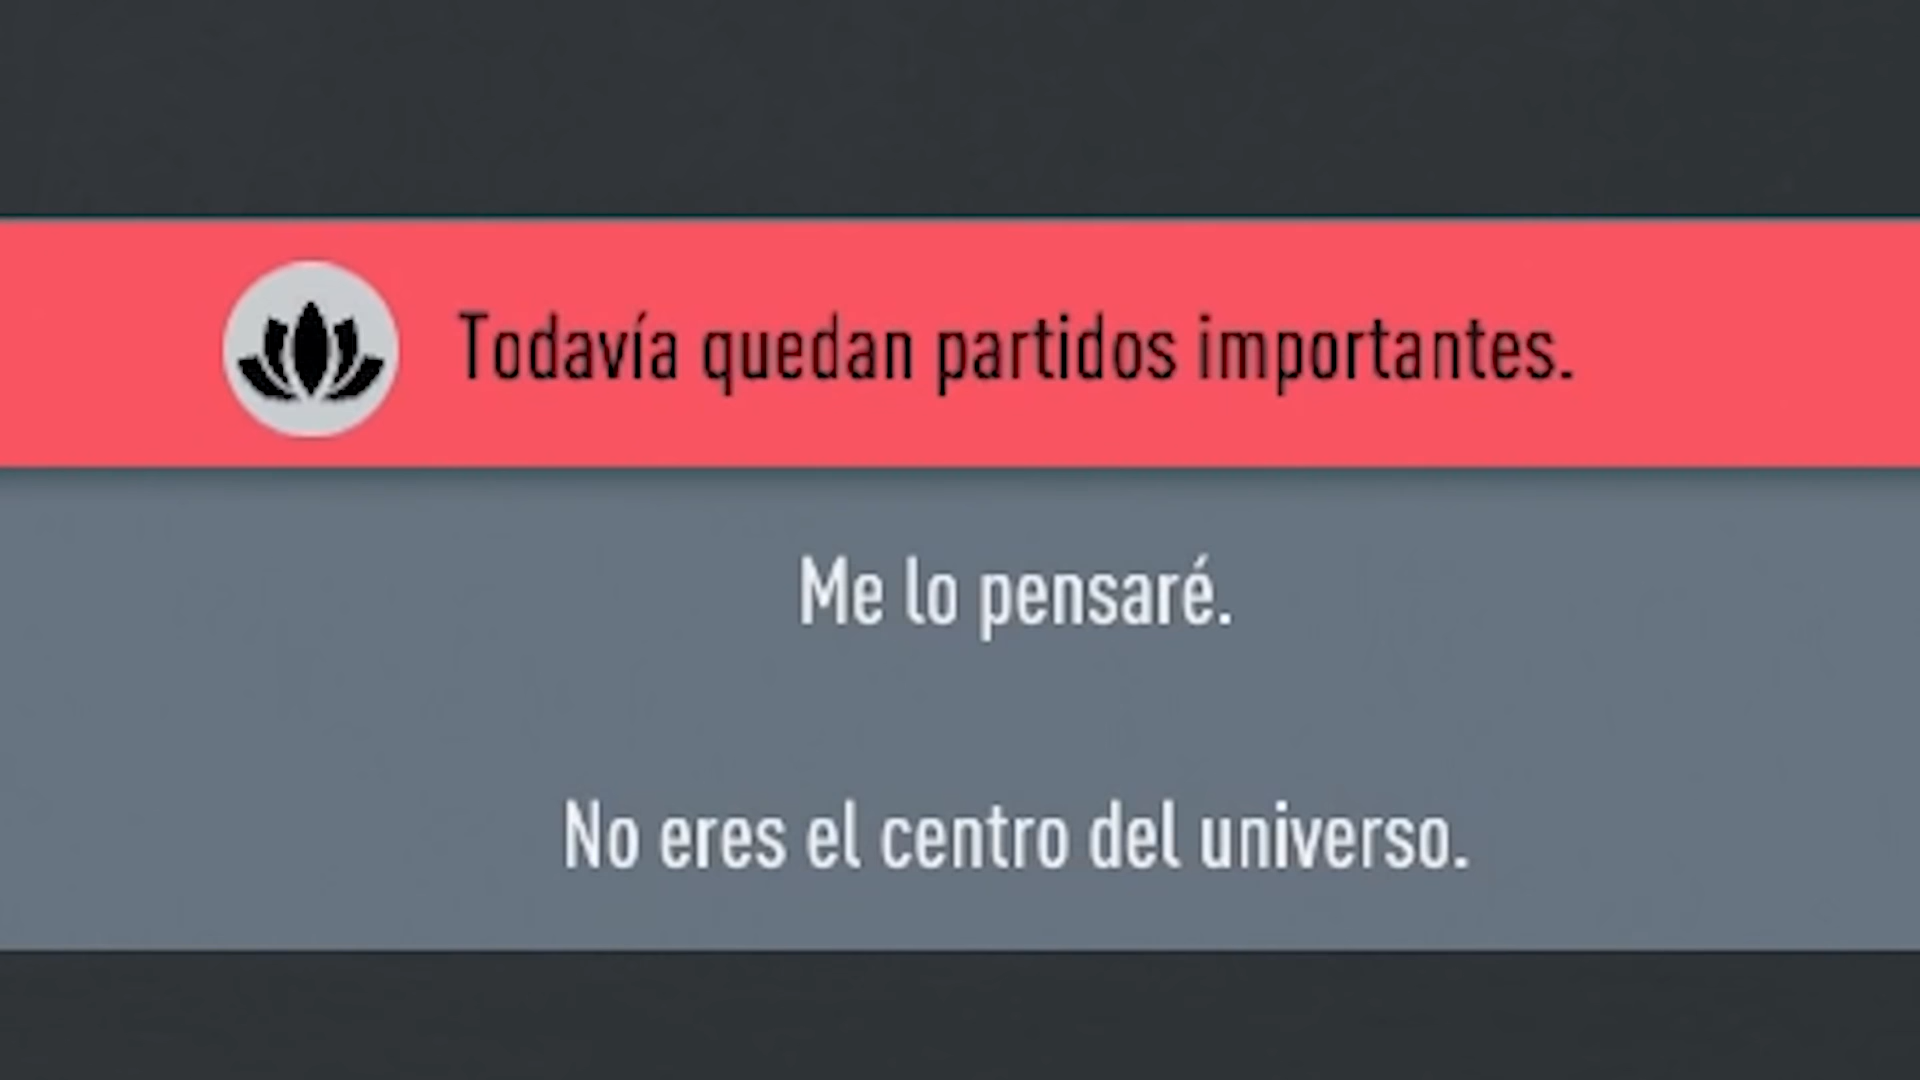 Todavía quedan partidos importantes.
Me lo pensaré.
No eres el centro del universo.